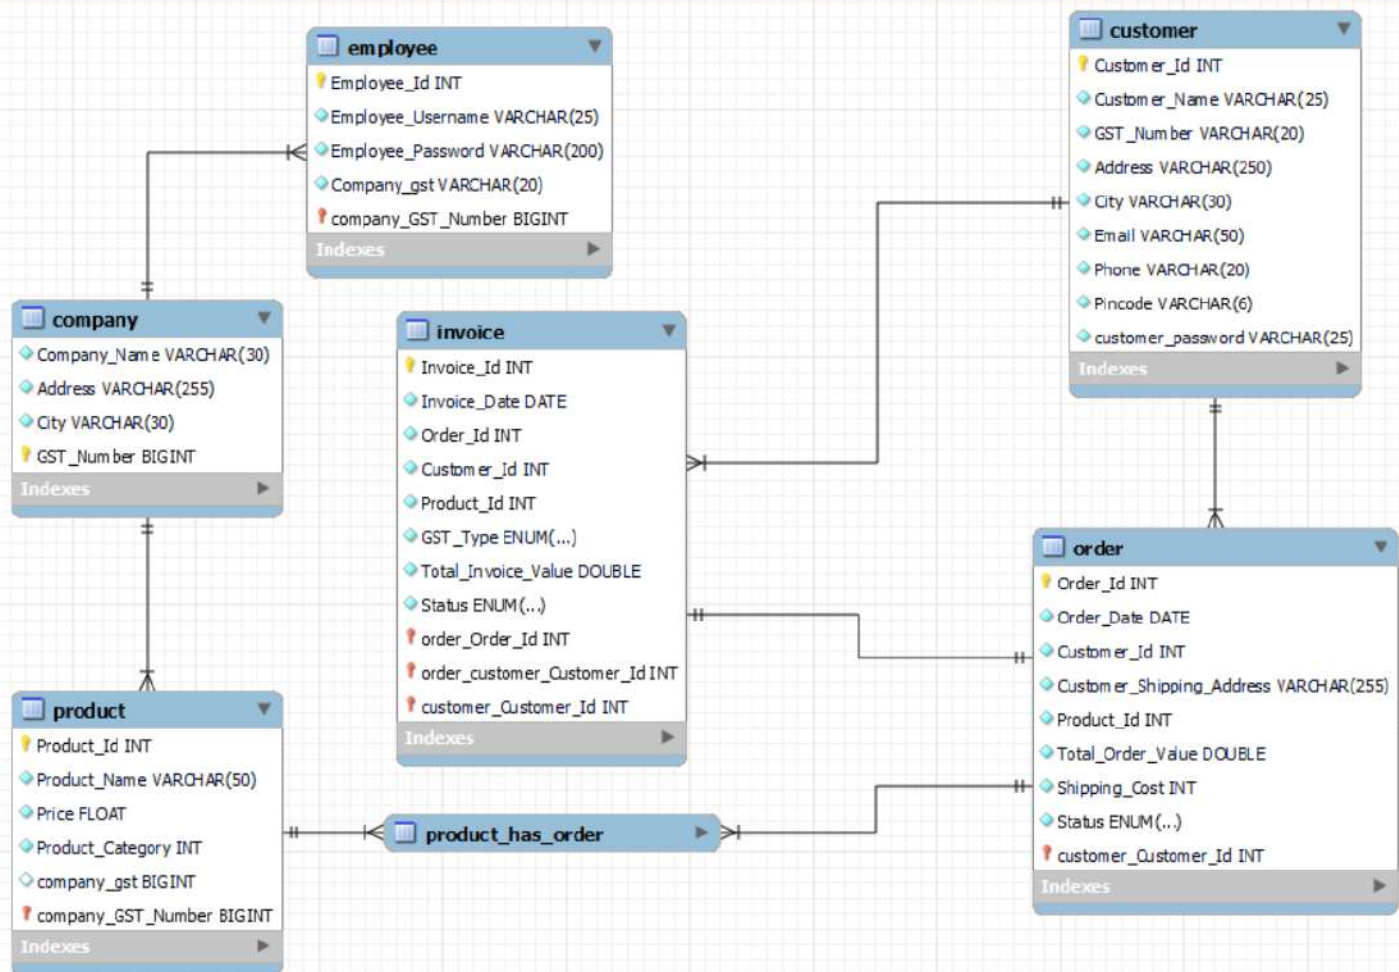 employee
Employee_Id INT
Employee_Username VARCHAR(25)
Employee_Password VARCHAR(200)
Company_gst VARCHAR(20)
company_GST_Number BIGINT
Indexes
customer
Customer_Id INT
Customer_Name VARCHAR(25)
GST_Number VARCHAR(20)
Address VARCHAR(250)
City VARCHAR(30)
Email VARCHAR(50)
Phone VARCHAR(20)
Pincode VARCHAR(6)
customer_password VARCHAR(25)
Indexes
company
Company_Name VARCHAR(30)
Address VARCHAR(255)
City VARCHAR(30)
GST_Number BIGINT
Indexes
invoice
Invoice_Id INT
Invoice_Date DATE
Order_Id INT
Customer_Id INT
Product_Id INT
GST_Type ENUM(...)
Total_Invoice_Value DOUBLE
Status ENUM(...)
order_Order_Id INT
order_customer_Customer_Id INT
customer_Customer_Id INT
Indexes
order
Order_Id INT
Order_Date DATE
Customer_Id INT
Customer_Shipping_Address VARCHAR(255)
Product_Id INT
Total_Order_Value DOUBLE
Shipping_Cost INT
Status ENUM(...)
customer_Customer_Id INT
Indexes
product
Product_Id INT
Product_Name VARCHAR(50)
Price FLOAT
Product_Category INT
company_gst BIGINT
company_GST_Number BIGINT
Indexes
product_has_order